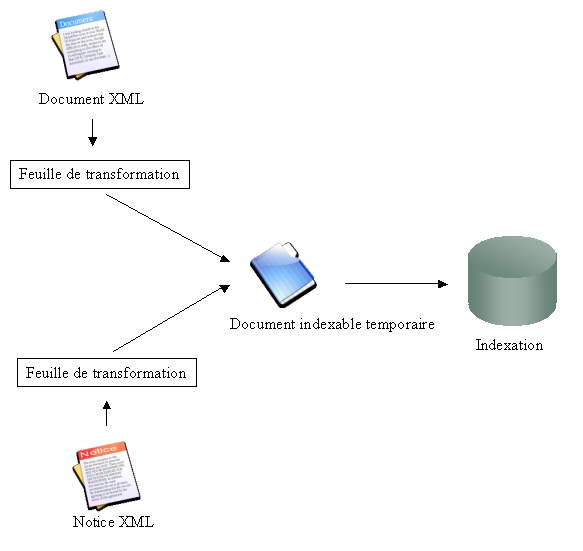 Document
Document XML
Feuille de transformation
Document indexable temporaire
Indexation
Feuille de transformation
Notice
Notice XML